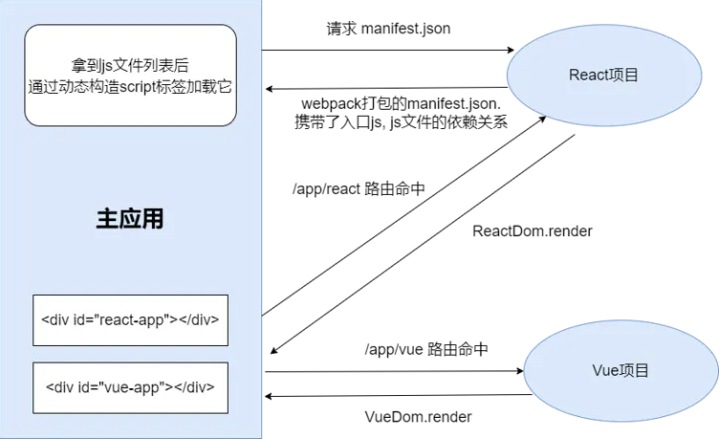 请求 manifest.json
拿到js文件列表后
通过动态构造script标签加载它
React项目
webpack打包的manifest.json.
携带了入口js, js文件的依赖关系
/app/react 路由命中
主应用
ReactDom.render
<div id="react-app"></div>
/app/vue 路由命中
<div id="vue-app"></div>
Vue项目
VueDom.render